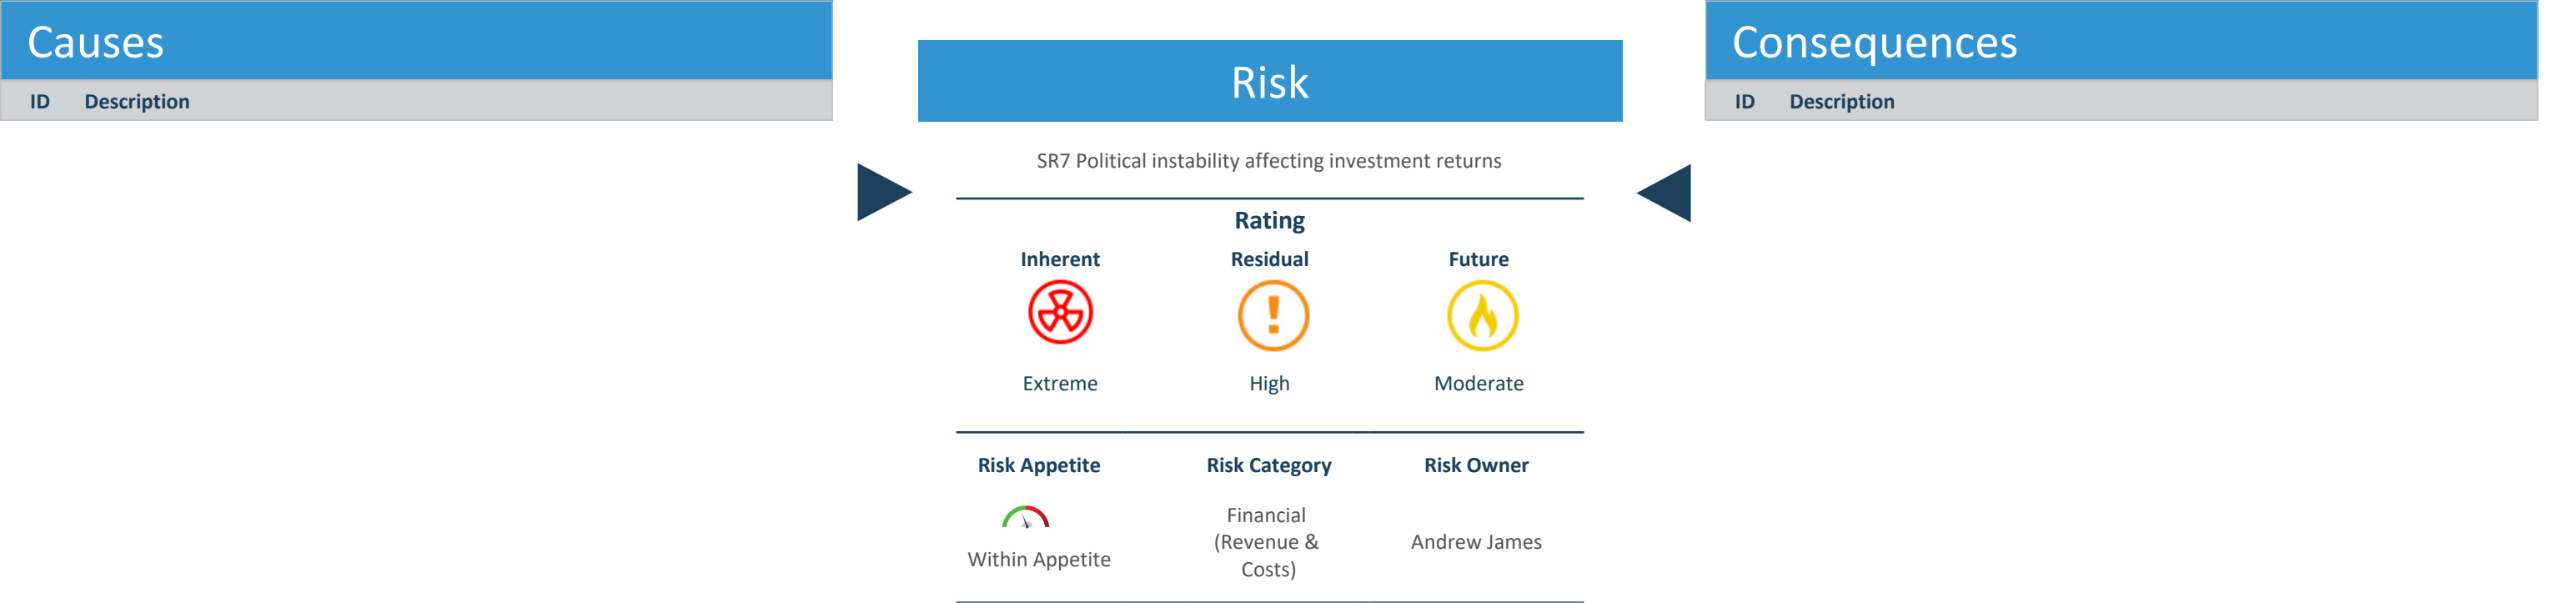 Causes
ID Description
Risk
SR7 Political instability affecting investment returns
Rating
Inherent Residual Future
Extreme High Moderate
Risk Appetite Risk Category Risk Owner
Within Appetite
Financial
(Revenue &
Costs)
Andrew James
Consequences
ID Description